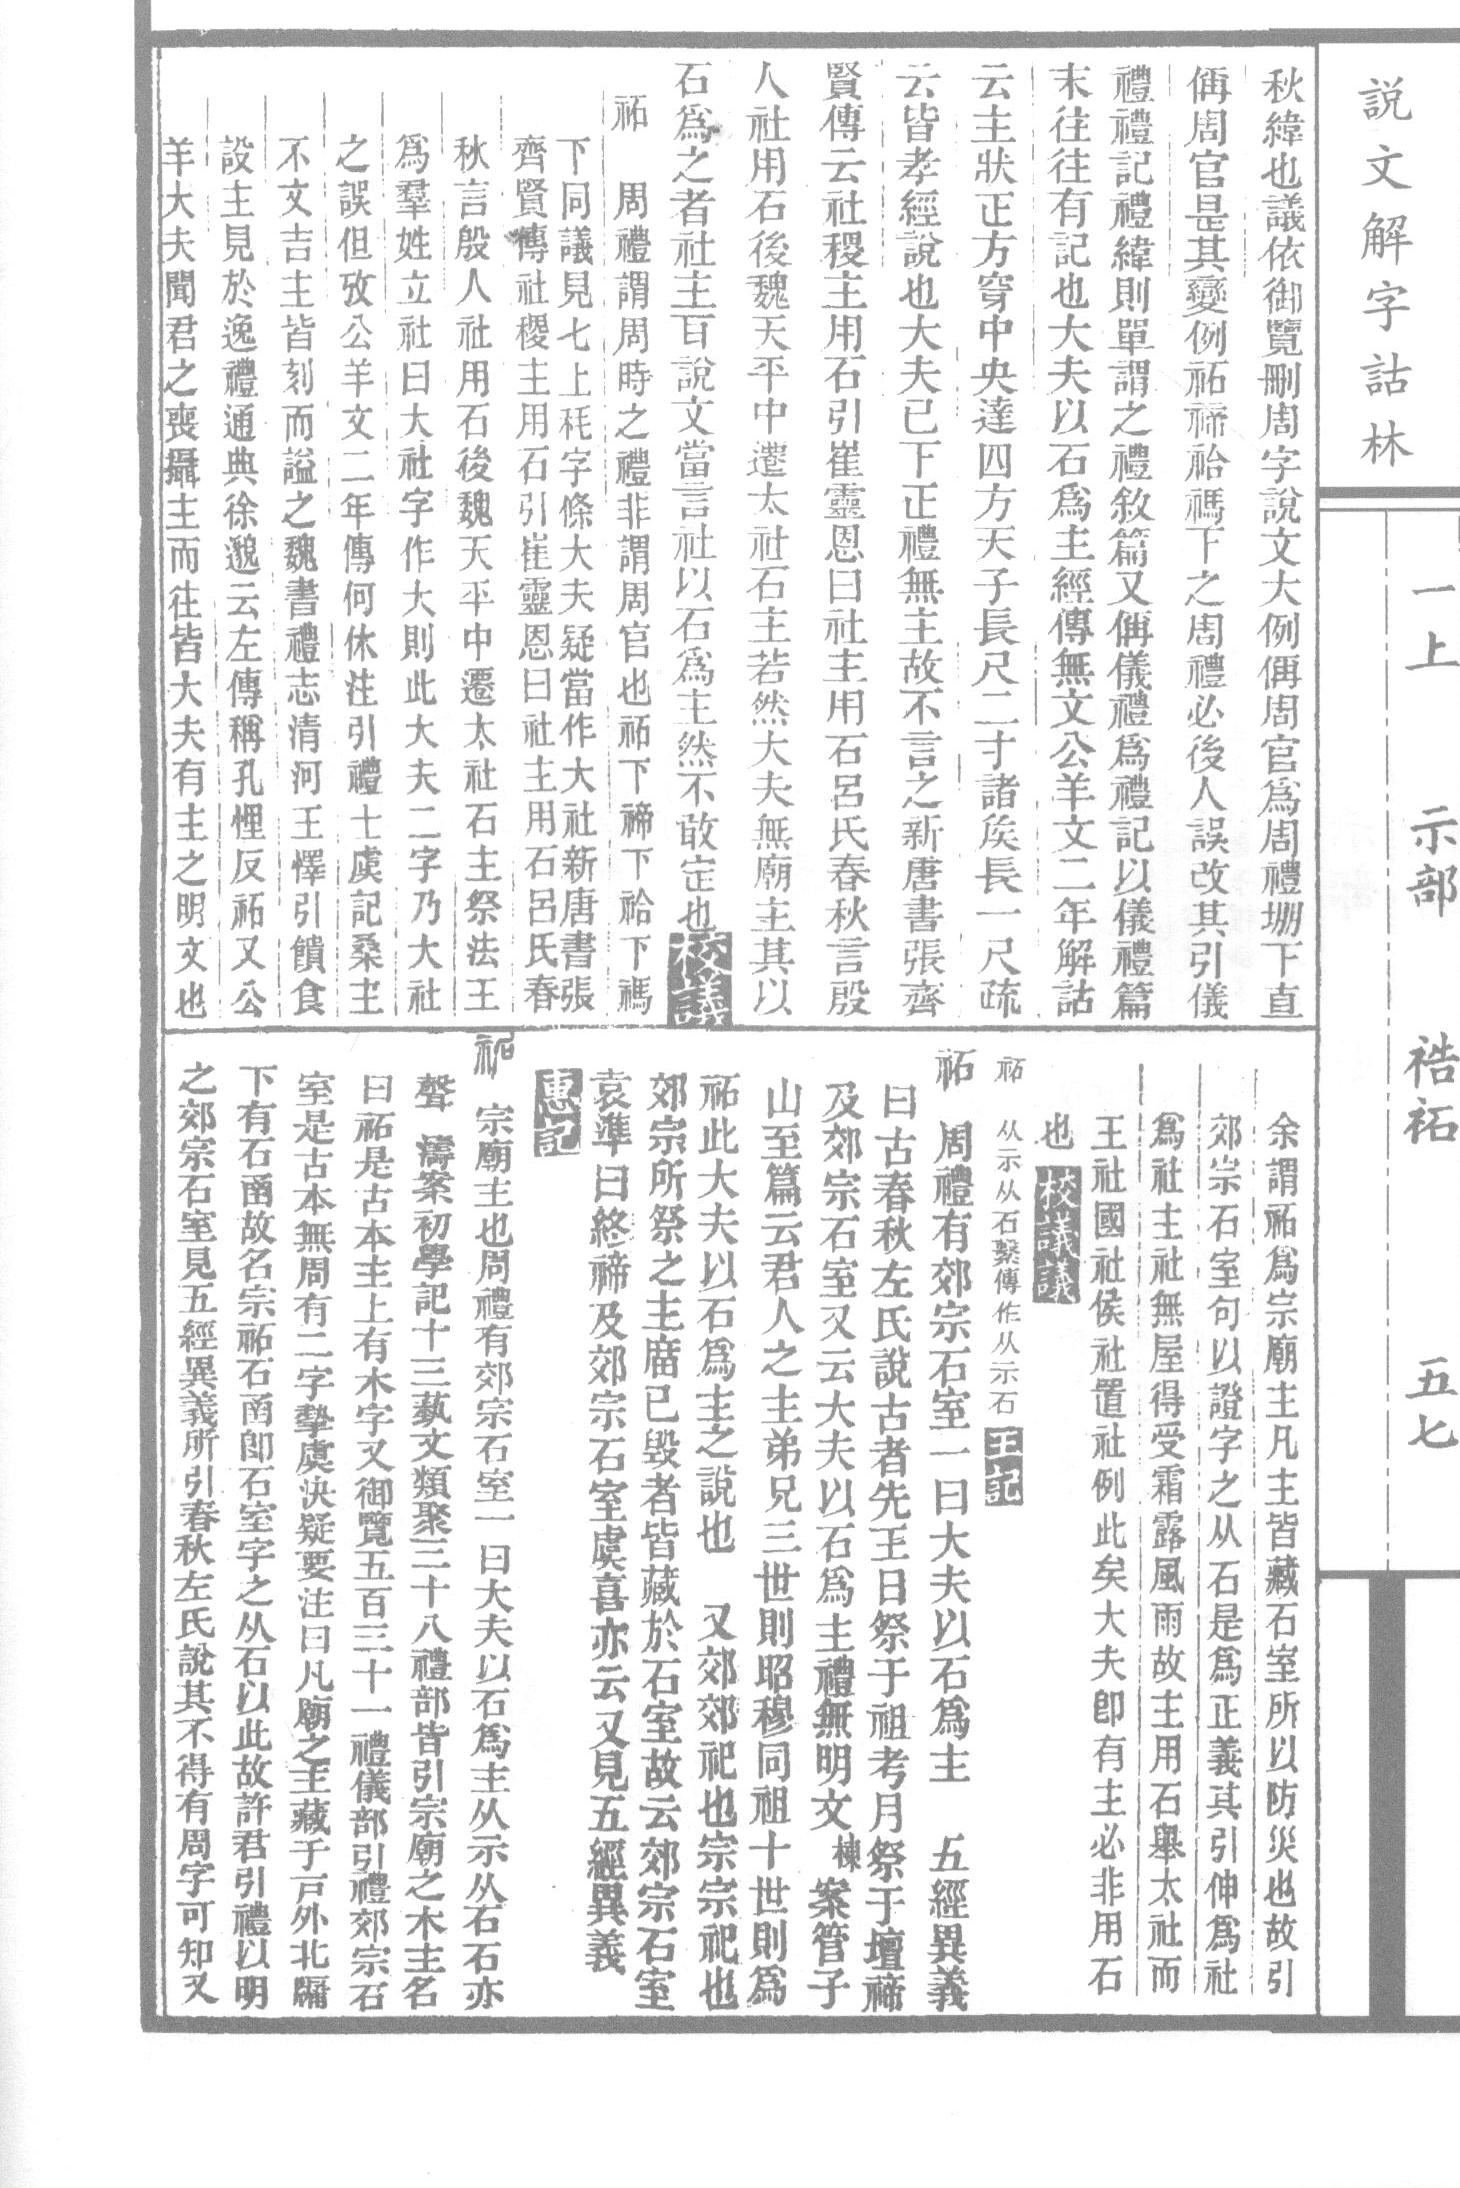 說文解字詁林
一上 示部 祰祏 五七
秋緯也議依御覽刪周字說文大例偁周官爲周禮堋下直
偁周官是其變例祏禘祫禡下之周禮必後人誤改其引儀
禮禮記禮緯則單謂之禮敘篇又偁儀禮爲禮記以儀禮篇
末往往有記也大夫以石爲主經傳無文公羊文二年解詁
云主狀正方穿中央達四方天子長尺二寸諸矦長一尺疏
云皆孝經說也大夫已下正禮無主故不言之新唐書張齊
賢傳云社稷主用石引崔靈恩曰社主用石呂氏春秋言殷
人社用石後魏天平中遷太社石主若然大夫無廟主其以
石爲之者社主耳說文當言社以石爲主然不敢定也 校議
祏 周禮謂周時之禮非謂周官也祏下禘下祫下禡
下同議見七上秏字條大夫疑當作大社新唐書張
齊賢傳社稷主用石引崔靈恩曰社主用石呂氏春
秋言殷人社用石後魏天平中遷太社石主祭法王
爲羣姓立社曰大社字作大則此大夫二字乃大社
之誤但攷公羊文二年傳何休注引禮士虞記桑主
不文吉主皆刻而謚之魏書禮志清河王懌引饋食
設主見於逸禮通典徐邈云左傳稱孔悝反祏又公
羊大夫聞君之喪攝主而往皆大夫有主之明文也
余謂祏爲宗廟主凡主皆藏石室所以防災也故引
郊宗石室句以證字之从石是爲正義其引伸爲社
爲社主社無屋得受霜露風雨故主用石舉太社而
王社國社侯社置社例此矣大夫卽有主必非用石
也 校議議
祏 从示从石繫傳作从示石 王記
祏 周禮有郊宗石室一曰大夫以石爲主 五經異義
曰古春秋左氏說古者先王日祭于祖考月祭于壇禘
及郊宗石室又云大夫以石爲主禮無明文 棟案管子
山至篇云君人之主弟兄三世則昭穆同祖十世則爲
祏此大夫以石爲主之說也 又郊郊祀也宗宗祀也
郊宗所祭之主庿已毀者皆藏於石室故云郊宗石室
袁準曰終禘及郊宗石室虞喜亦云又見五經異義
惠記
祏 宗廟主也周禮有郊宗石室一曰大夫以石爲主从示从石石亦
聲 濤案初學記十三藝文類聚三十八禮部皆引宗廟之木主名
曰祏是古本主上有木字又御覽五百三十一禮儀部引禮郊宗石
室是古本無周有二字摯虞決疑要注曰凡廟之主藏于戸外北牖
下有石䤴故名宗祏石䤴卽石室字之从石以此故許君引禮以明
之郊宗石室見五經異義所引春秋左氏說其不得有周字可知又